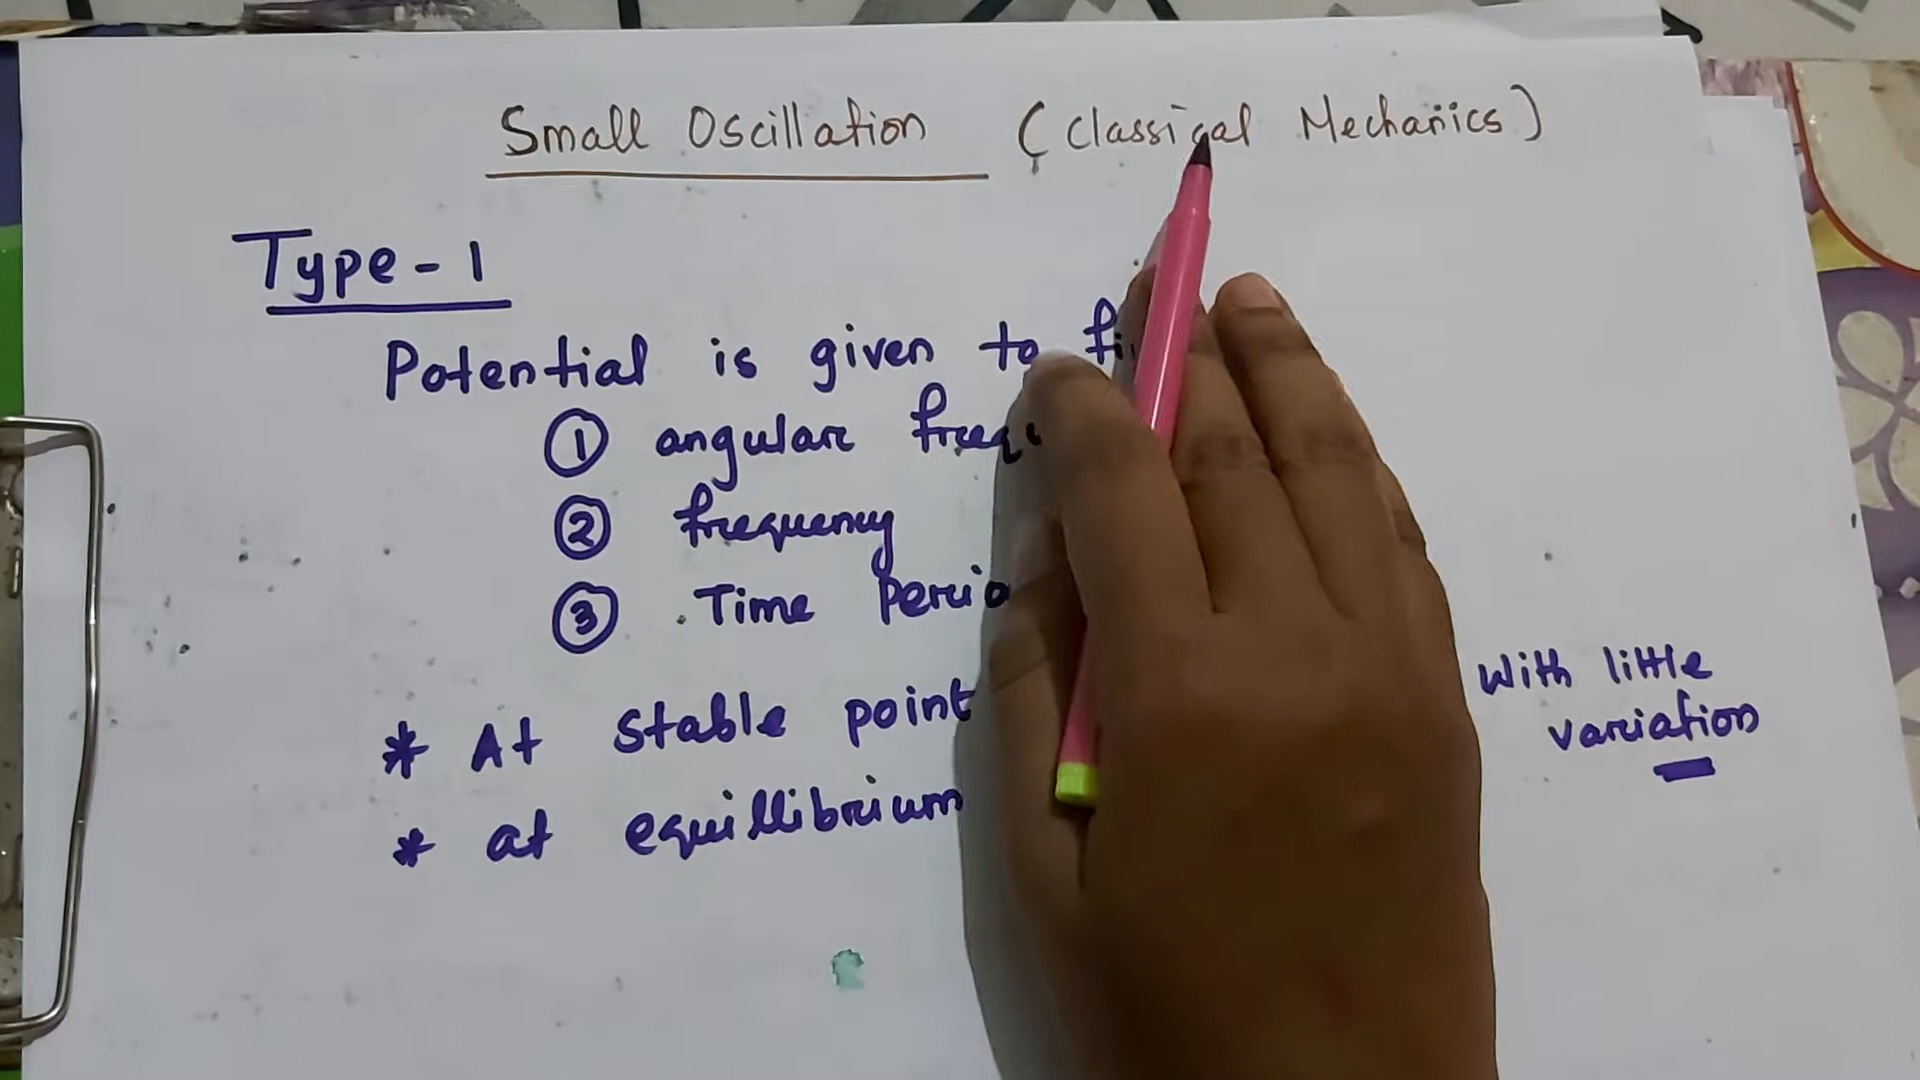 Small Oscillation (Classical Mechanics)
Type-1
Potential is given to
① angular
② frequency
③ Time
* At stable point
With little
variation
* at equillibrium